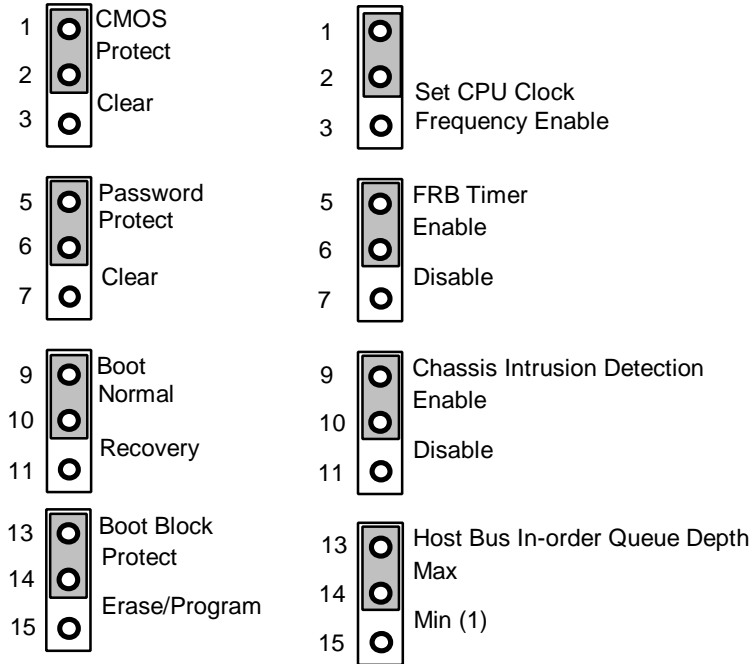 1 CMOS
Protect
2
Clear
3
5 Password
Protect
6
Clear
7
9 Boot
Normal
10
Recovery
11
13 Boot Block
Protect
14
Erase/Program
15
1
2
Set CPU Clock
3 Frequency Enable
5 FRB Timer
Enable
6
Disable
7
9 Chassis Intrusion Detection
Enable
10
Disable
11
13 Host Bus In-order Queue Depth
Max
14
Min (1)
15